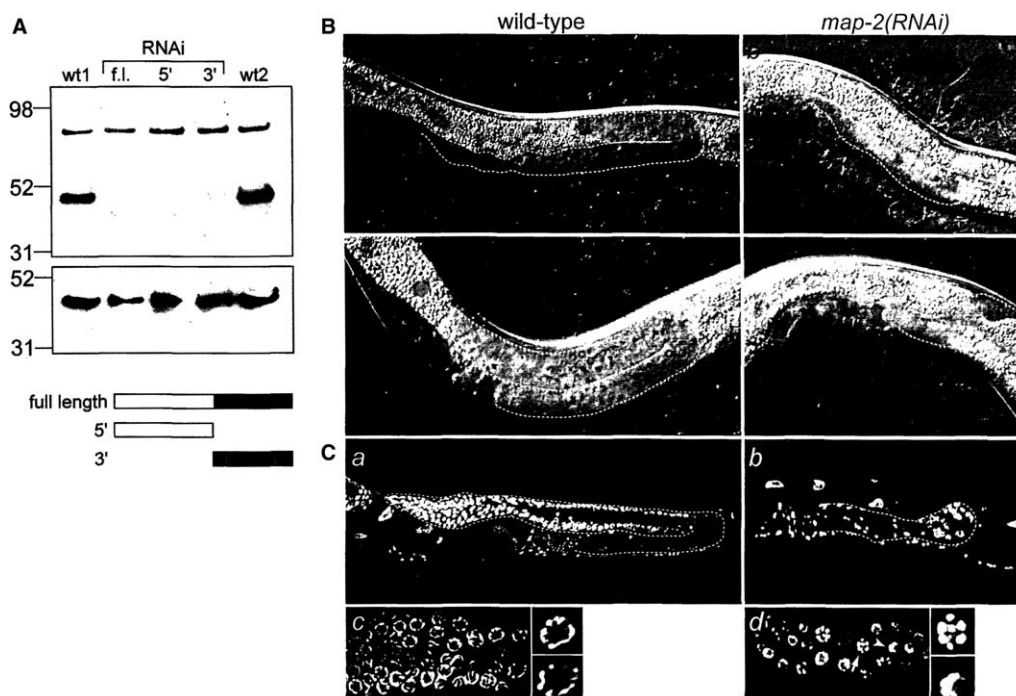 A
RNAi
wt1 f.l. 5' 3' wt2
98
52
31
52
31
full length
5'
3'
B
wild-type
map-2(RNAi)
C
a
b
c
d